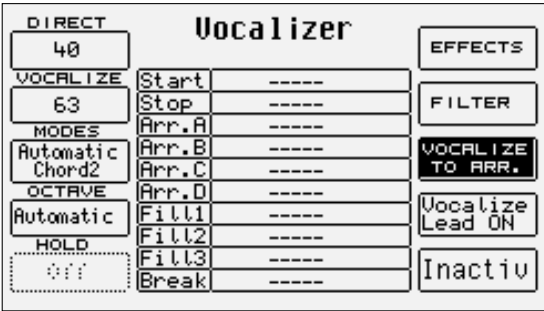 Vocalizer
DIRECT
40
VOCALIZE
63
MODES
Automatic
Chord2
OCTAVE
Automatic
HOLD
Off
Start -----
Stop -----
Arr.A -----
Arr.B -----
Arr.C -----
Arr.D -----
Fill1 -----
Fill2 -----
Fill3 -----
Break -----
EFFECTS
FILTER
VOCALIZE
TO ARR.
Vocalize
Lead ON
Inactiv